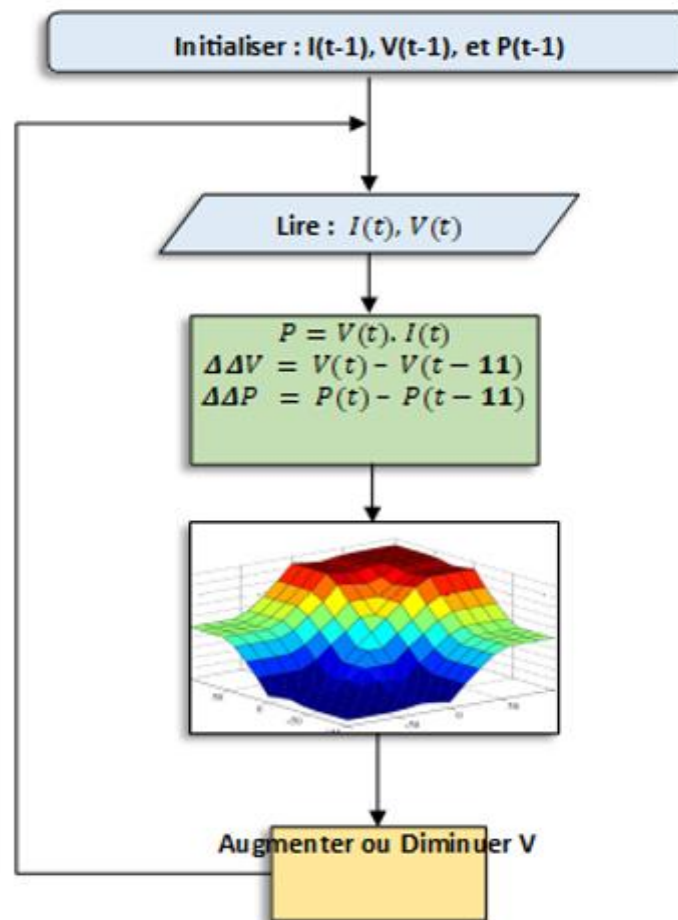 Initialiser : I(t-1), V(t-1), et P(t-1)
Lire : I(t), V(t)
P = V(t). I(t)
ΔΔV = V(t) – V(t − 11)
ΔΔP = P(t) – P(t − 11)
Augmenter ou Diminuer V